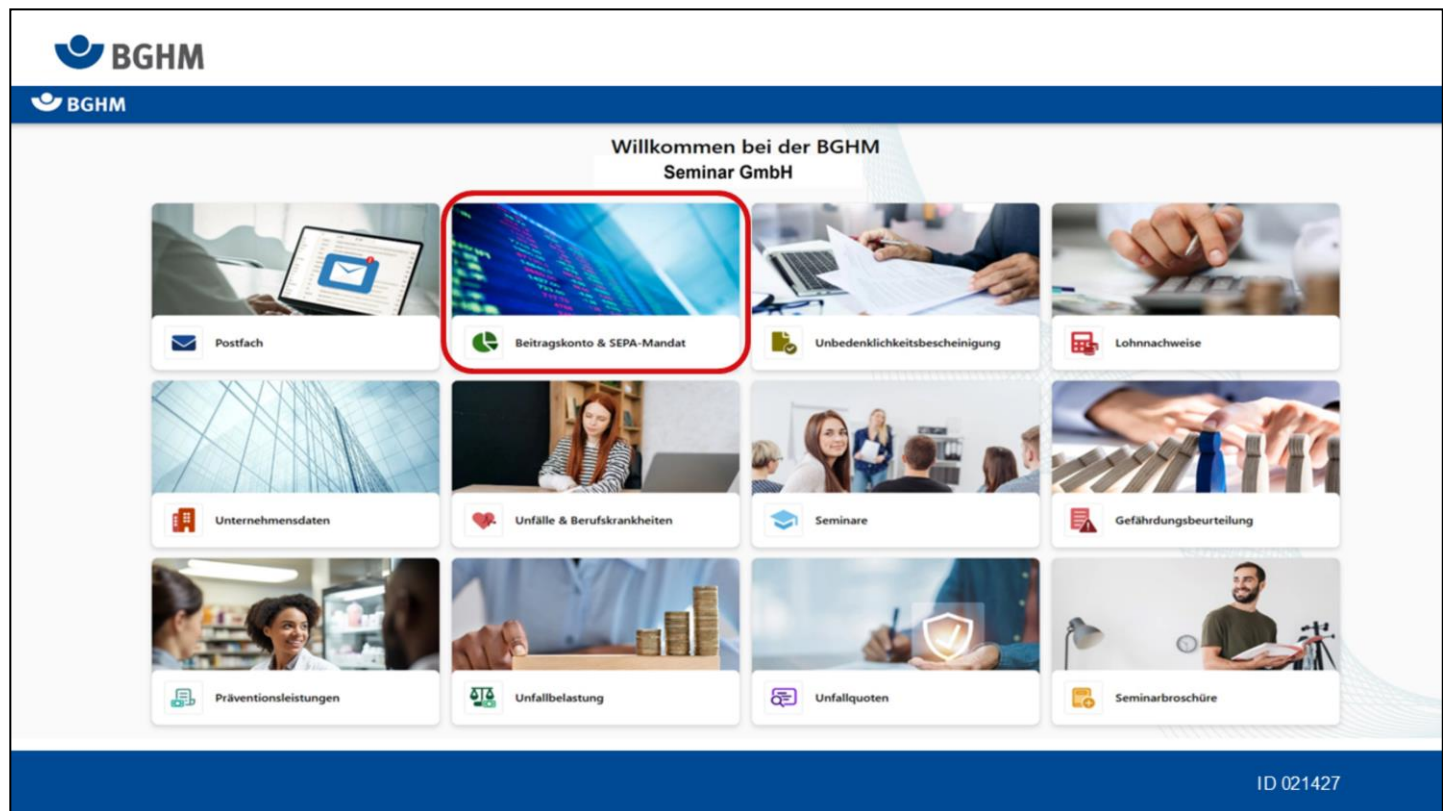 BGHM
BGHM
Willkommen bei der BGHM
Seminar GmbH
Postfach
Beitragskonto & SEPA-Mandat
Unbedenklichkeitsbescheinigung
Lohnnachweise
Unternehmensdaten
Unfälle & Berufskrankheiten
Seminare
Gefährdungsbeurteilung
Präventionsleistungen
Unfallbelastung
Unfallquoten
Seminarbroschüre
ID 021427